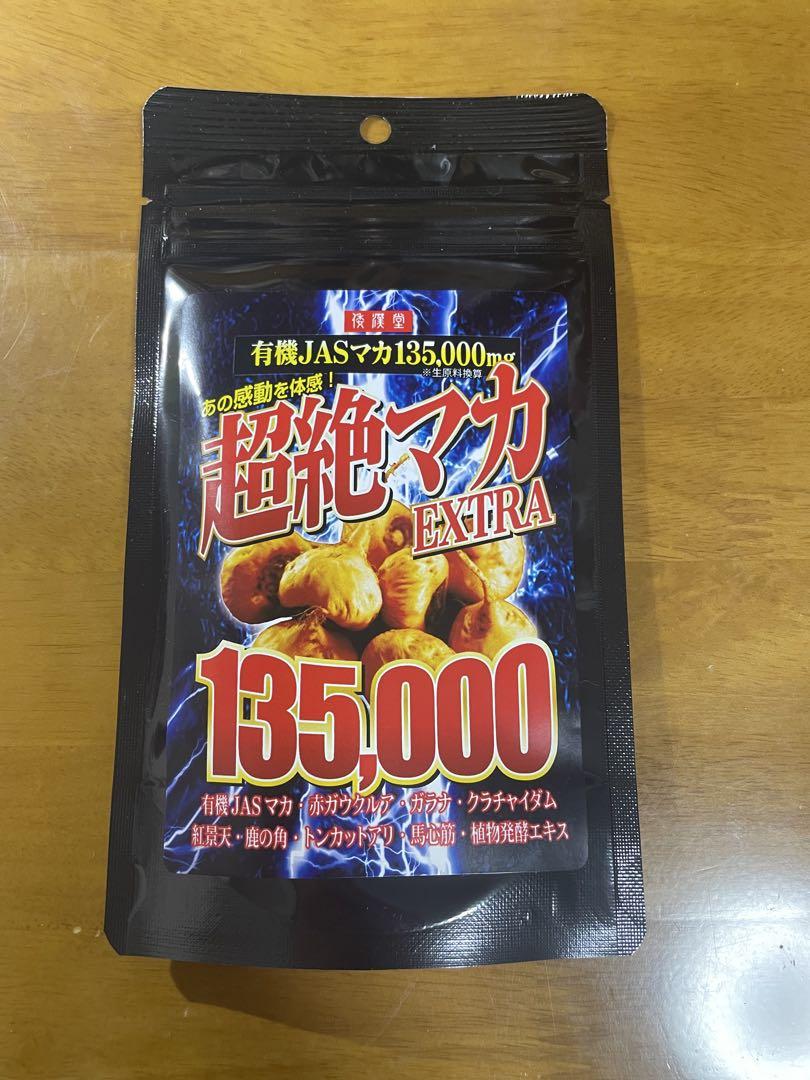 倭漢堂
有機JASマカ135,000mg
※生原料換算
あの感動を体感！
超絶マカ
EXTRA
135,000
有機JASマカ・赤ガウクルア・ガラナ・クラチャイダム
紅景天・鹿の角・トンカットアリ・馬心筋・植物発酵エキス